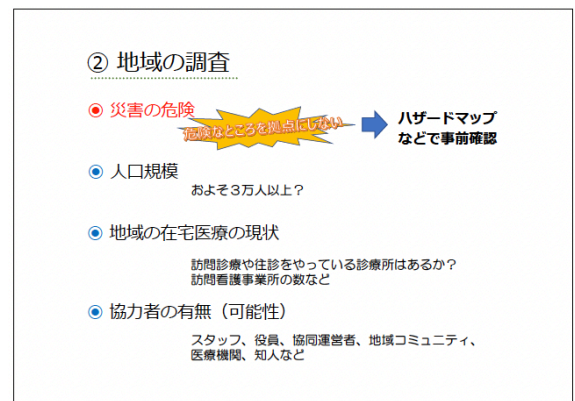 ② 地域の調査
災害の危険
危険なところを拠点にしない
ハザードマップ
などで事前確認
人口規模
およそ３万人以上？
地域の在宅医療の現状
訪問診療や往診をやっている診療所はあるか？
訪問看護事業所の数など
協力者の有無（可能性）
スタッフ、役員、協同運営者、地域コミュニティ、
医療機関、知人など